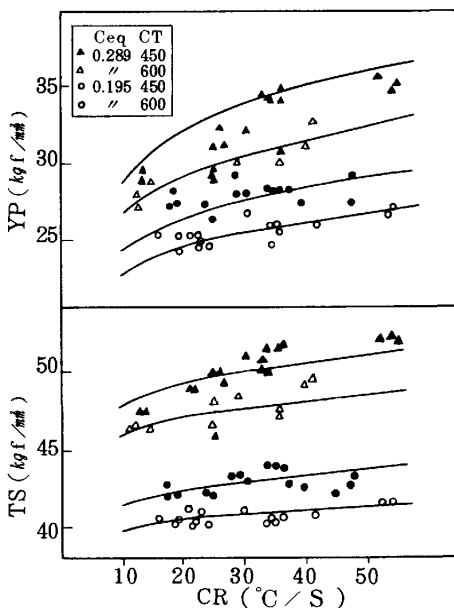 Ceq CT
▲ 0.289 450
△ 〃 600
○ 0.195 450
○ 〃 600
YP (kgf/mm²)
35
30
25
TS (kgf/mm²)
50
45
40
10 20 30 40 50
CR (°C/S)